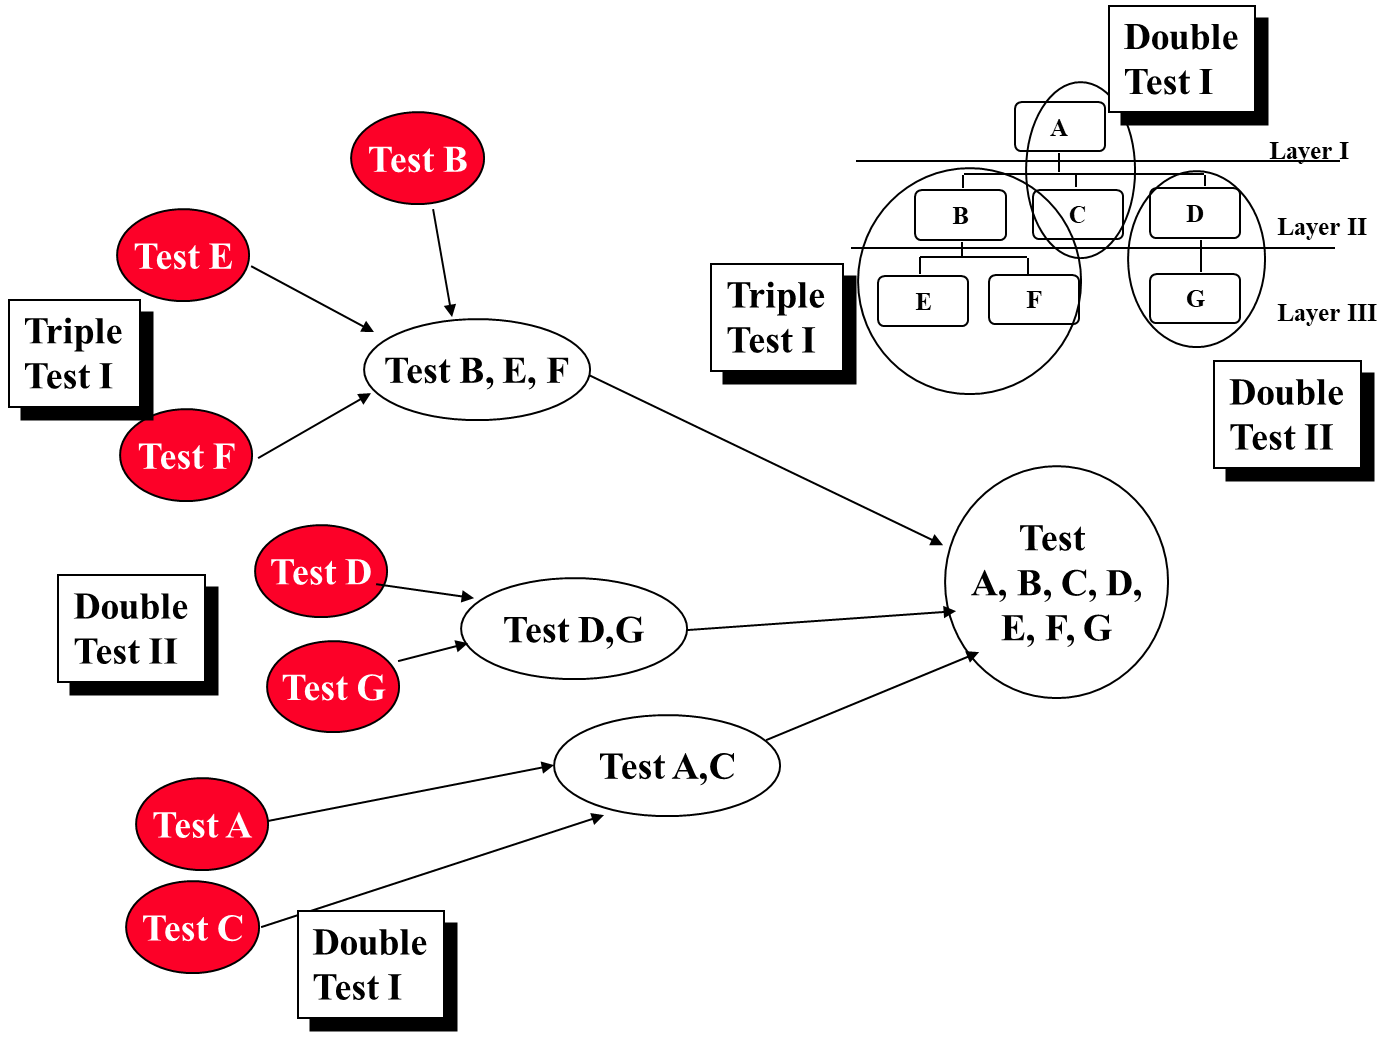 Double
Test I
A
Layer I
B
C
D
Layer II
E
F
G
Layer III
Triple
Test I
Double
Test II
Test B
Test E
Triple
Test I
Test B, E, F
Test F
Test
A, B, C, D,
E, F, G
Test D
Double
Test II
Test D,G
Test G
Test A,C
Test A
Test C
Double
Test I